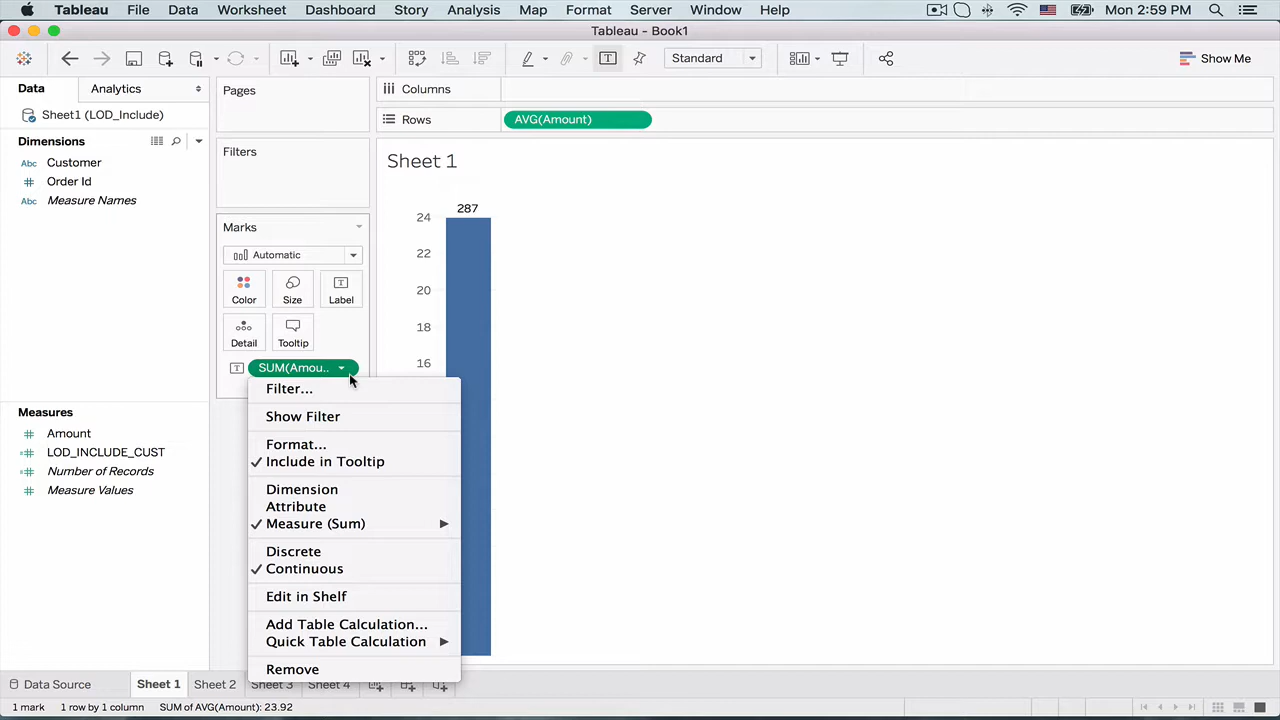 Tableau File Data Worksheet Dashboard Story Analysis Map Format Server Window Help Mon 2:59 PM
Tableau - Book1
Standard Show Me
Data Analytics
Sheet1 (LOD_Include)
Dimensions
Abc Customer
Order Id
Abc Measure Names
Measures
Amount
LOD_INCLUDE_CUST
Number of Records
Measure Values
Pages
Filters
Marks
Automatic
Color Size Label
Detail Tooltip
SUM(Amou..
Filter...
Show Filter
Format...
Include in Tooltip
Dimension
Attribute
Measure (Sum)
Discrete
Continuous
Edit in Shelf
Add Table Calculation...
Quick Table Calculation
Remove
Columns
Rows AVG(Amount)
Sheet 1
287
24
22
20
18
16
Data Source Sheet 1 Sheet 2 Sheet 3 Sheet 4
1 mark 1 row by 1 column SUM of AVG(Amount): 23.92